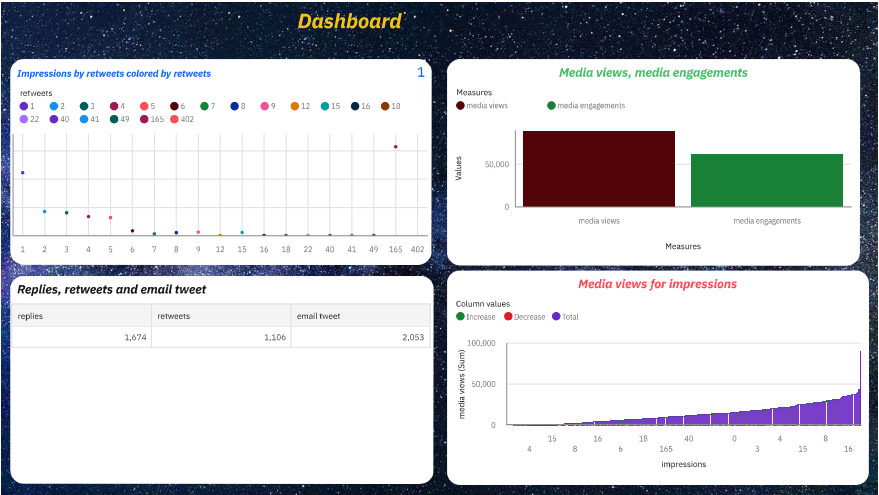 Dashboard
Impressions by retweets colored by retweets 1
retweets
1 2 3 4 5 6 7 8 9 12 15 16 18
22 40 41 49 165 402
1 2 3 4 5 6 7 8 9 12 15 16 18 22 40 41 49 165 402
Media views, media engagements
Measures
media views media engagements
Values
50,000
0
media views media engagements
Measures
Replies, retweets and email tweet
replies retweets email tweet
1,674 1,106 2,053
Media views for impressions
Column values
Increase Decrease Total
media views (Sum)
100,000
50,000
0
15 16 18 40 0 4 8
4 8 6 165 3 15 16
impressions